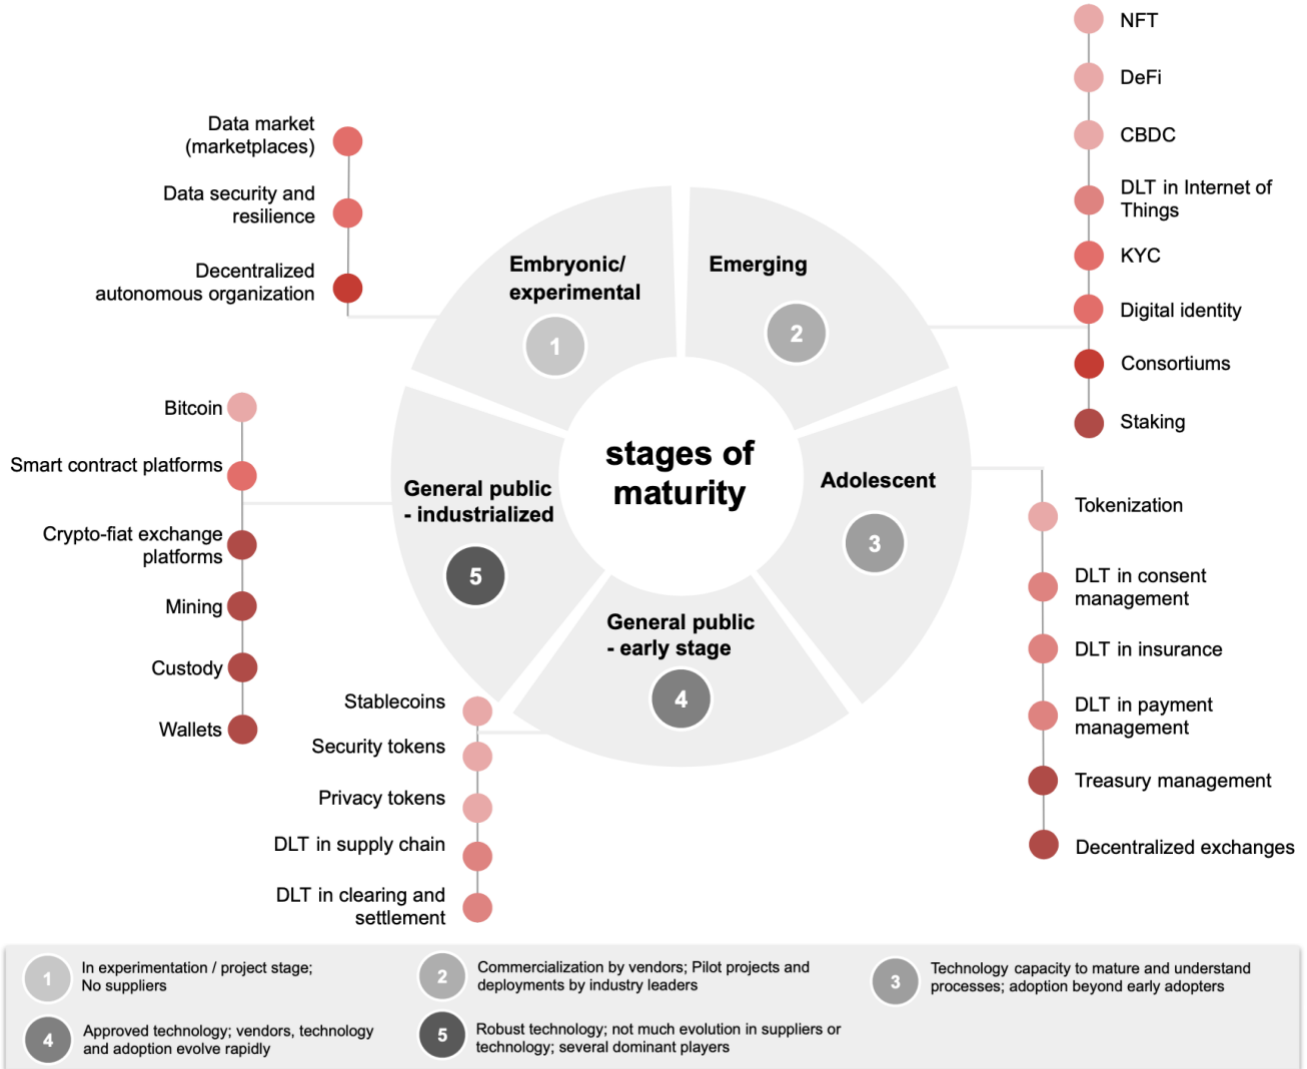 stages of
maturity
Embryonic/
experimental
1
Data market
(marketplaces)
Data security and
resilience
Decentralized
autonomous organization
Emerging
2
NFT
DeFi
CBDC
DLT in Internet of
Things
KYC
Digital identity
Consortiums
Staking
Adolescent
3
Tokenization
DLT in consent
management
DLT in insurance
DLT in payment
management
Treasury management
Decentralized exchanges
General public
- early stage
4
Stablecoins
Security tokens
Privacy tokens
DLT in supply chain
DLT in clearing and
settlement
General public
- industrialized
5
Bitcoin
Smart contract platforms
Crypto-fiat exchange
platforms
Mining
Custody
Wallets
1
In experimentation / project stage;
No suppliers
2
Commercialization by vendors; Pilot projects and
deployments by industry leaders
3
Technology capacity to mature and understand
processes; adoption beyond early adopters
4
Approved technology; vendors, technology
and adoption evolve rapidly
5
Robust technology; not much evolution in suppliers or
technology; several dominant players